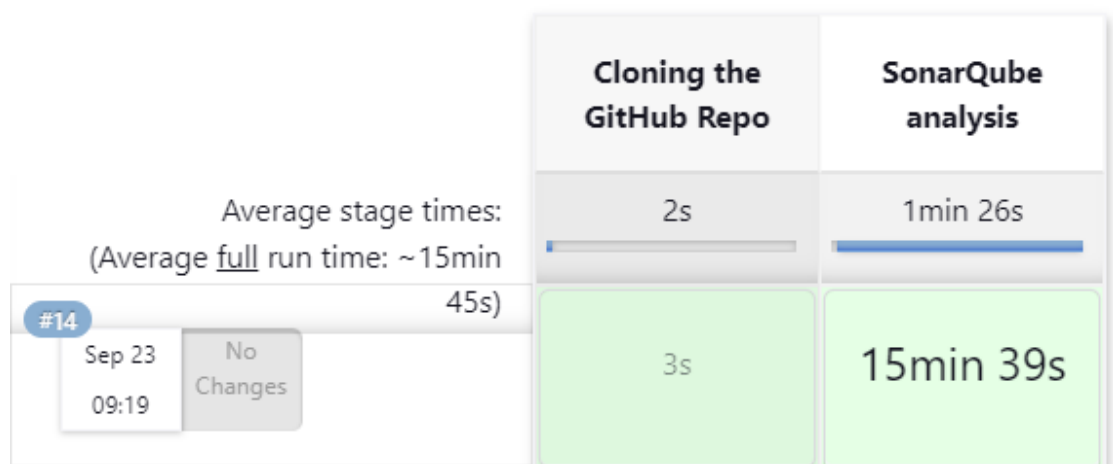 Cloning the
GitHub Repo
SonarQube
analysis
Average stage times:
(Average full run time: ~15min
45s)
2s
1min 26s
#14
Sep 23
09:19
No
Changes
3s
15min 39s